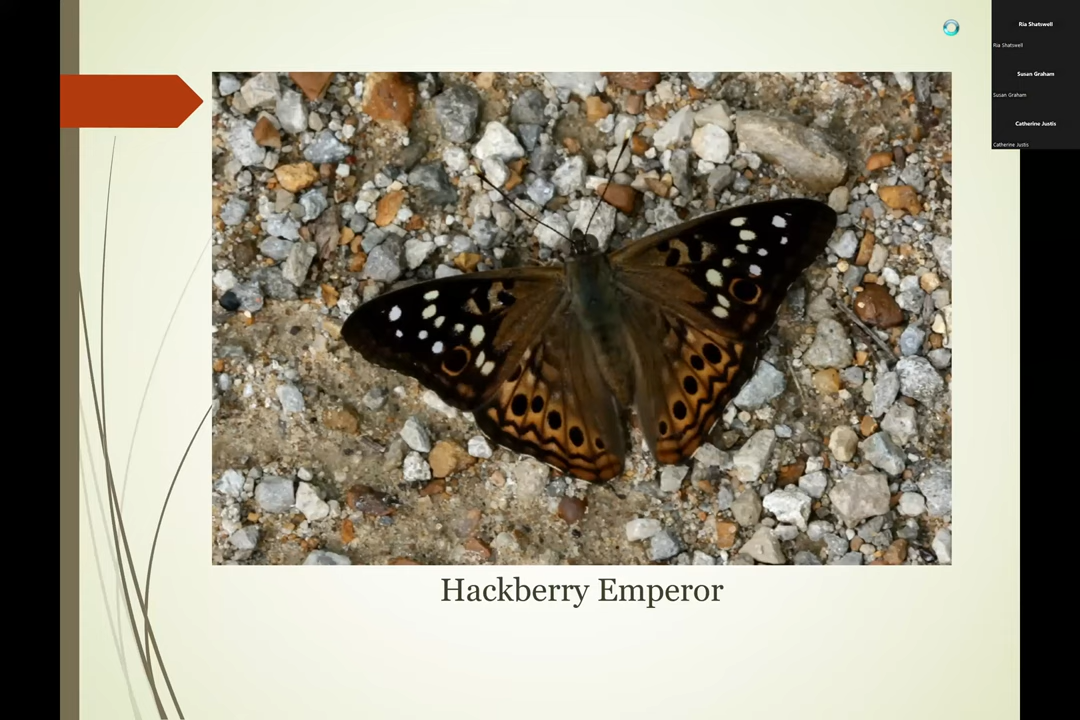 Ria Shatswell
Ria Shatswell
Susan Graham
Susan Graham
Catherine Justis
Catherine Justis
Hackberry Emperor